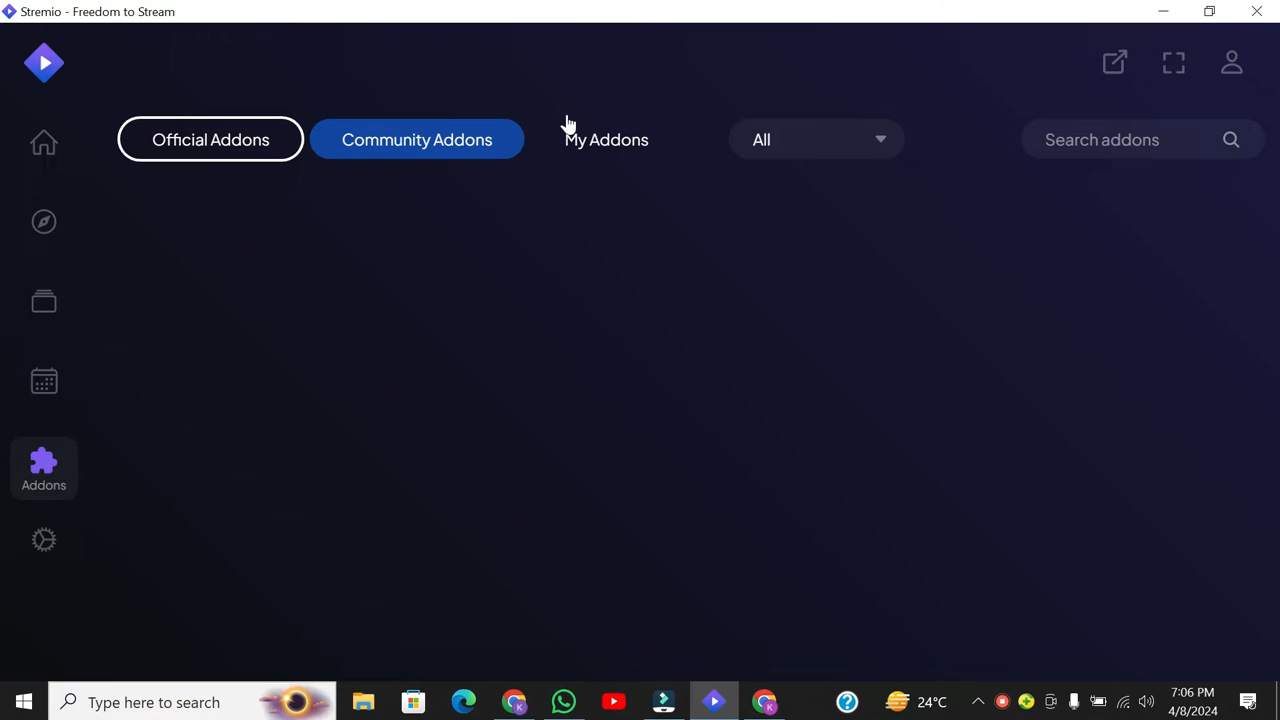 Stremio - Freedom to Stream
Official Addons
Community Addons
My Addons
All
Search addons
Addons
Type here to search
24°C
7:06 PM
4/8/2024